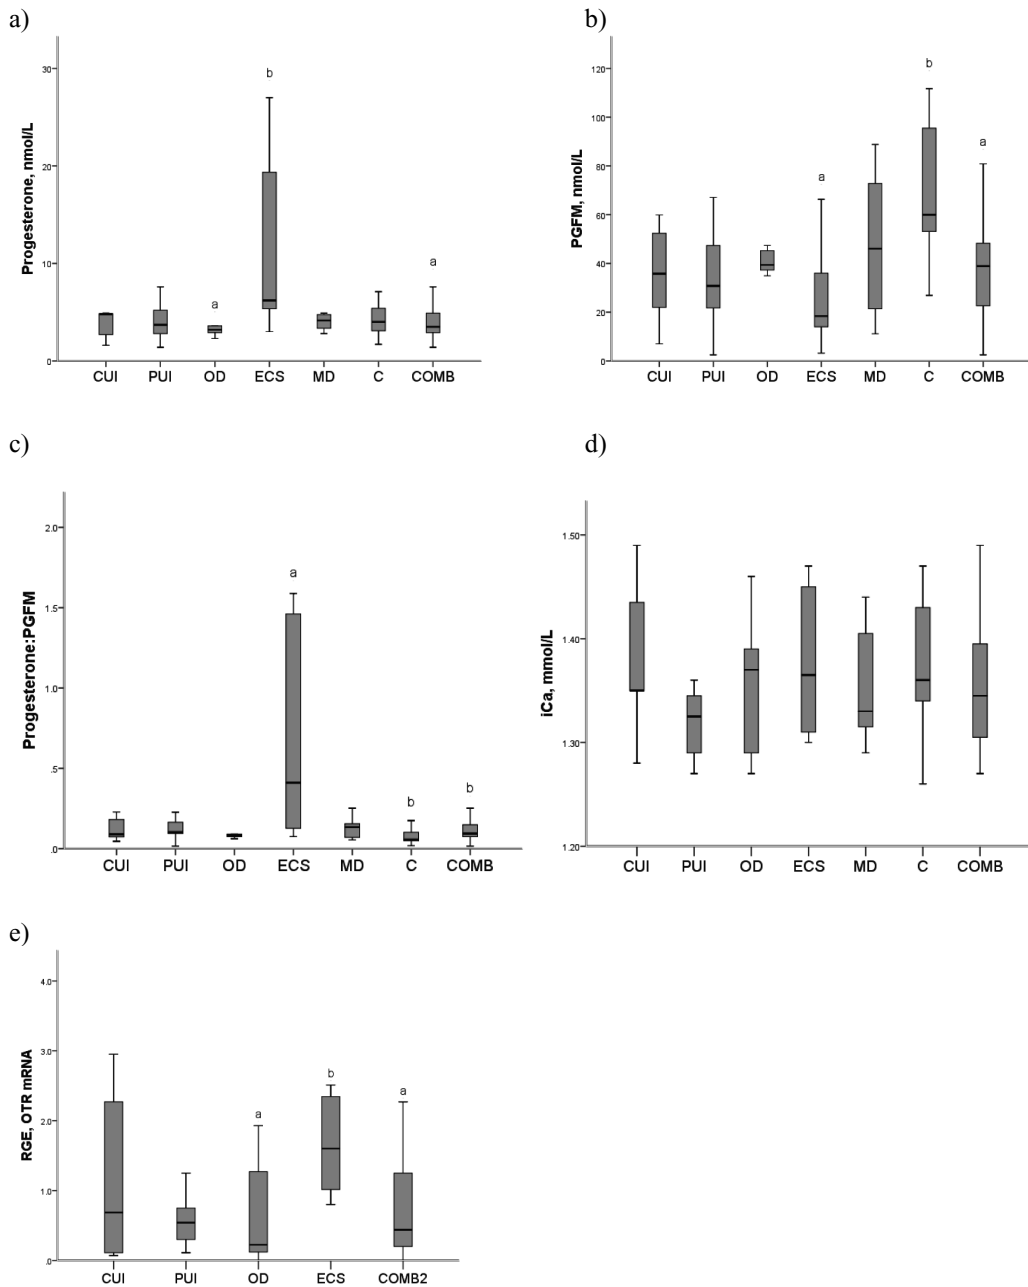 a)
b)
30
20
10
0
Progesterone, nmol/L
a
b
a
CUI PUI OD ECS MD C COMB
120
100
80
60
40
20
0
PGFM, nmol/L
a
b
a
CUI PUI OD ECS MD C COMB
c)
d)
2.0
1.5
1.0
.5
.0
Progesterone:PGFM
a
b
b
CUI PUI OD ECS MD C COMB
1.50
1.40
1.30
1.20
iCa, mmol/L
CUI PUI OD ECS MD C COMB
e)
4.0
3.0
2.0
1.0
.0
RGE, OTR mRNA
a
b
a
CUI PUI OD ECS COMB2